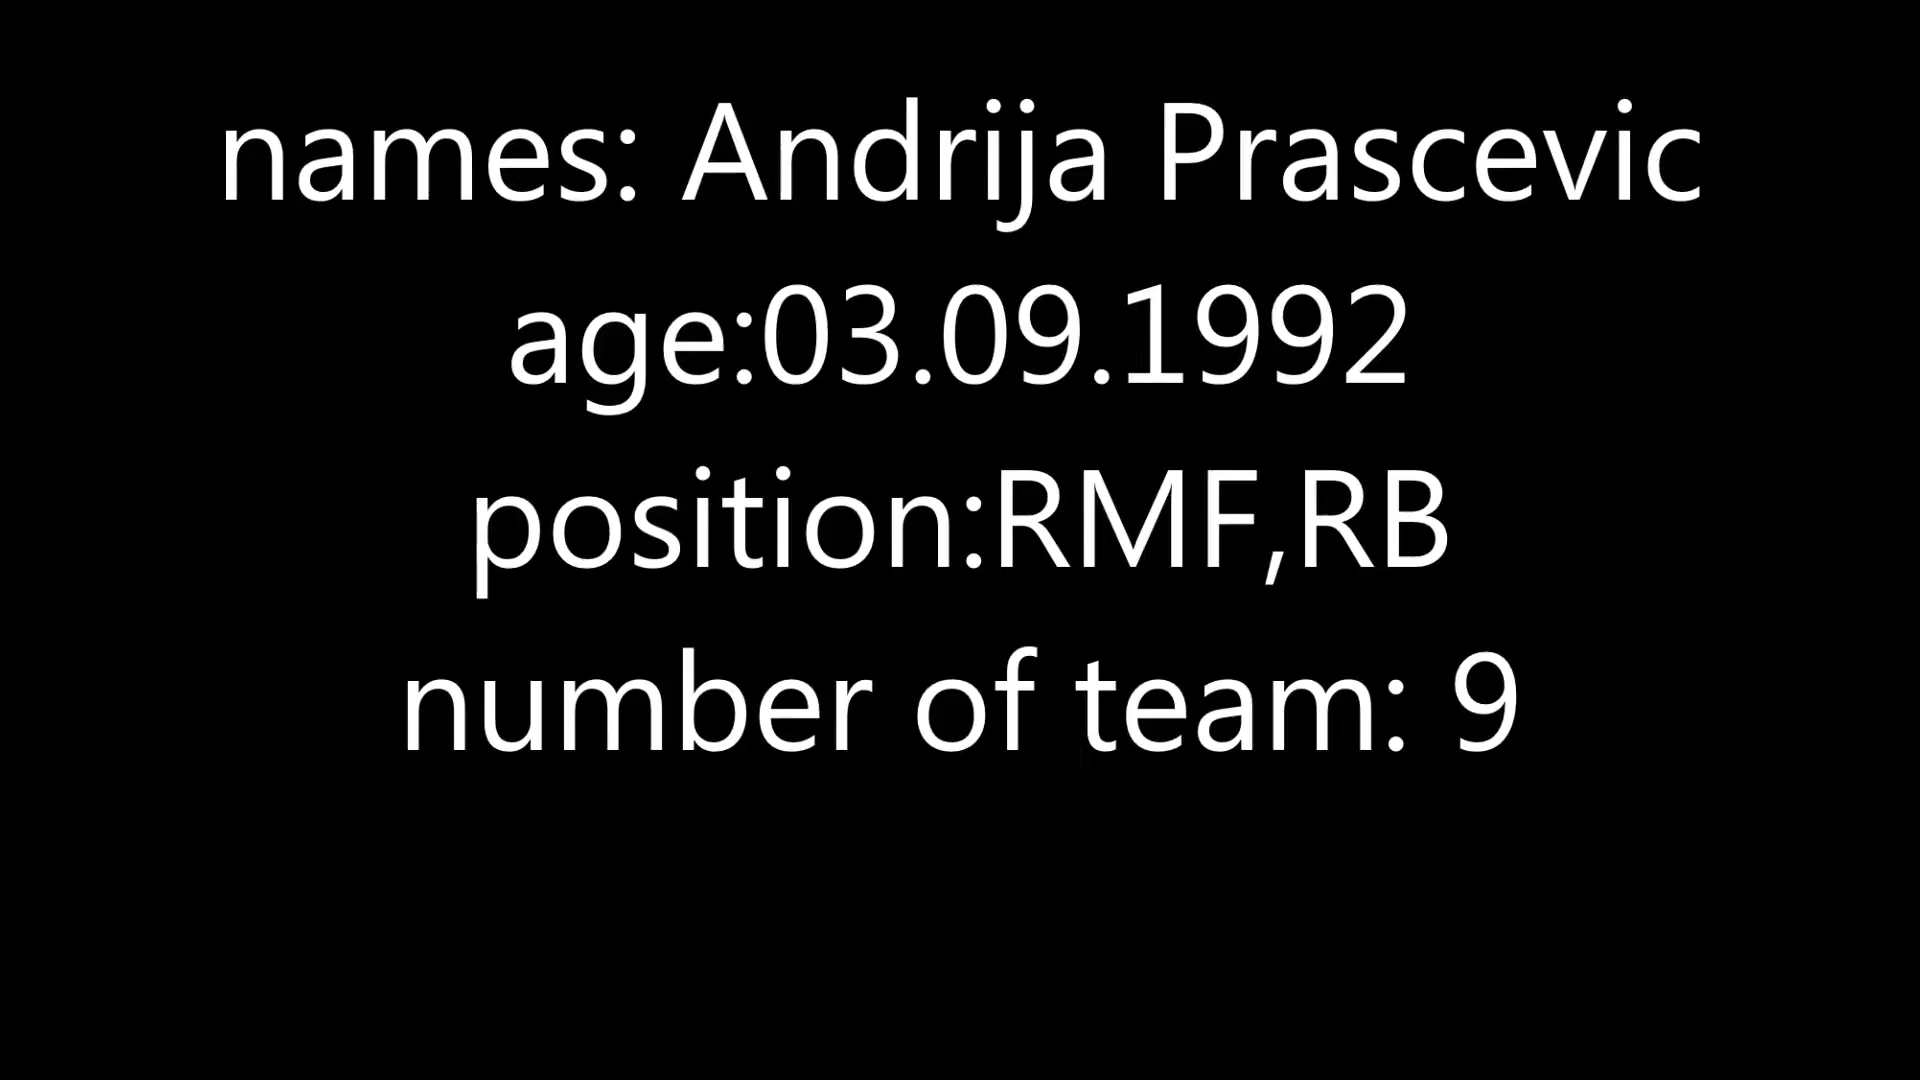 names: Andrija Prascevic
age:03.09.1992
position:RMF,RB
number of team: 9